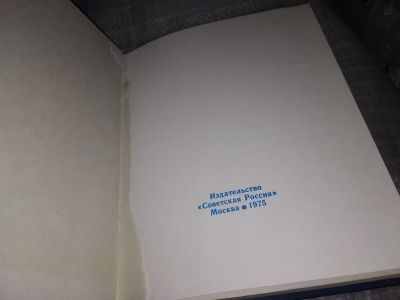 Издательство
«Советская Россия»
Москва ● 1975